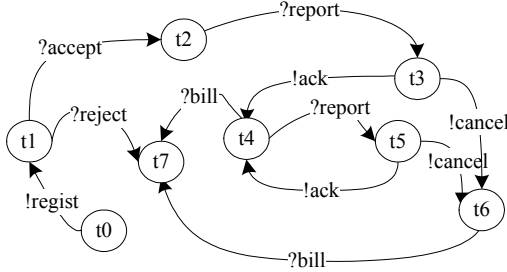 ?report
t2
?accept
t3
!ack
?bill
?report
?reject
!cancel
t1
t4
t5
t7
!cancel
!ack
!regist
t6
t0
?bill